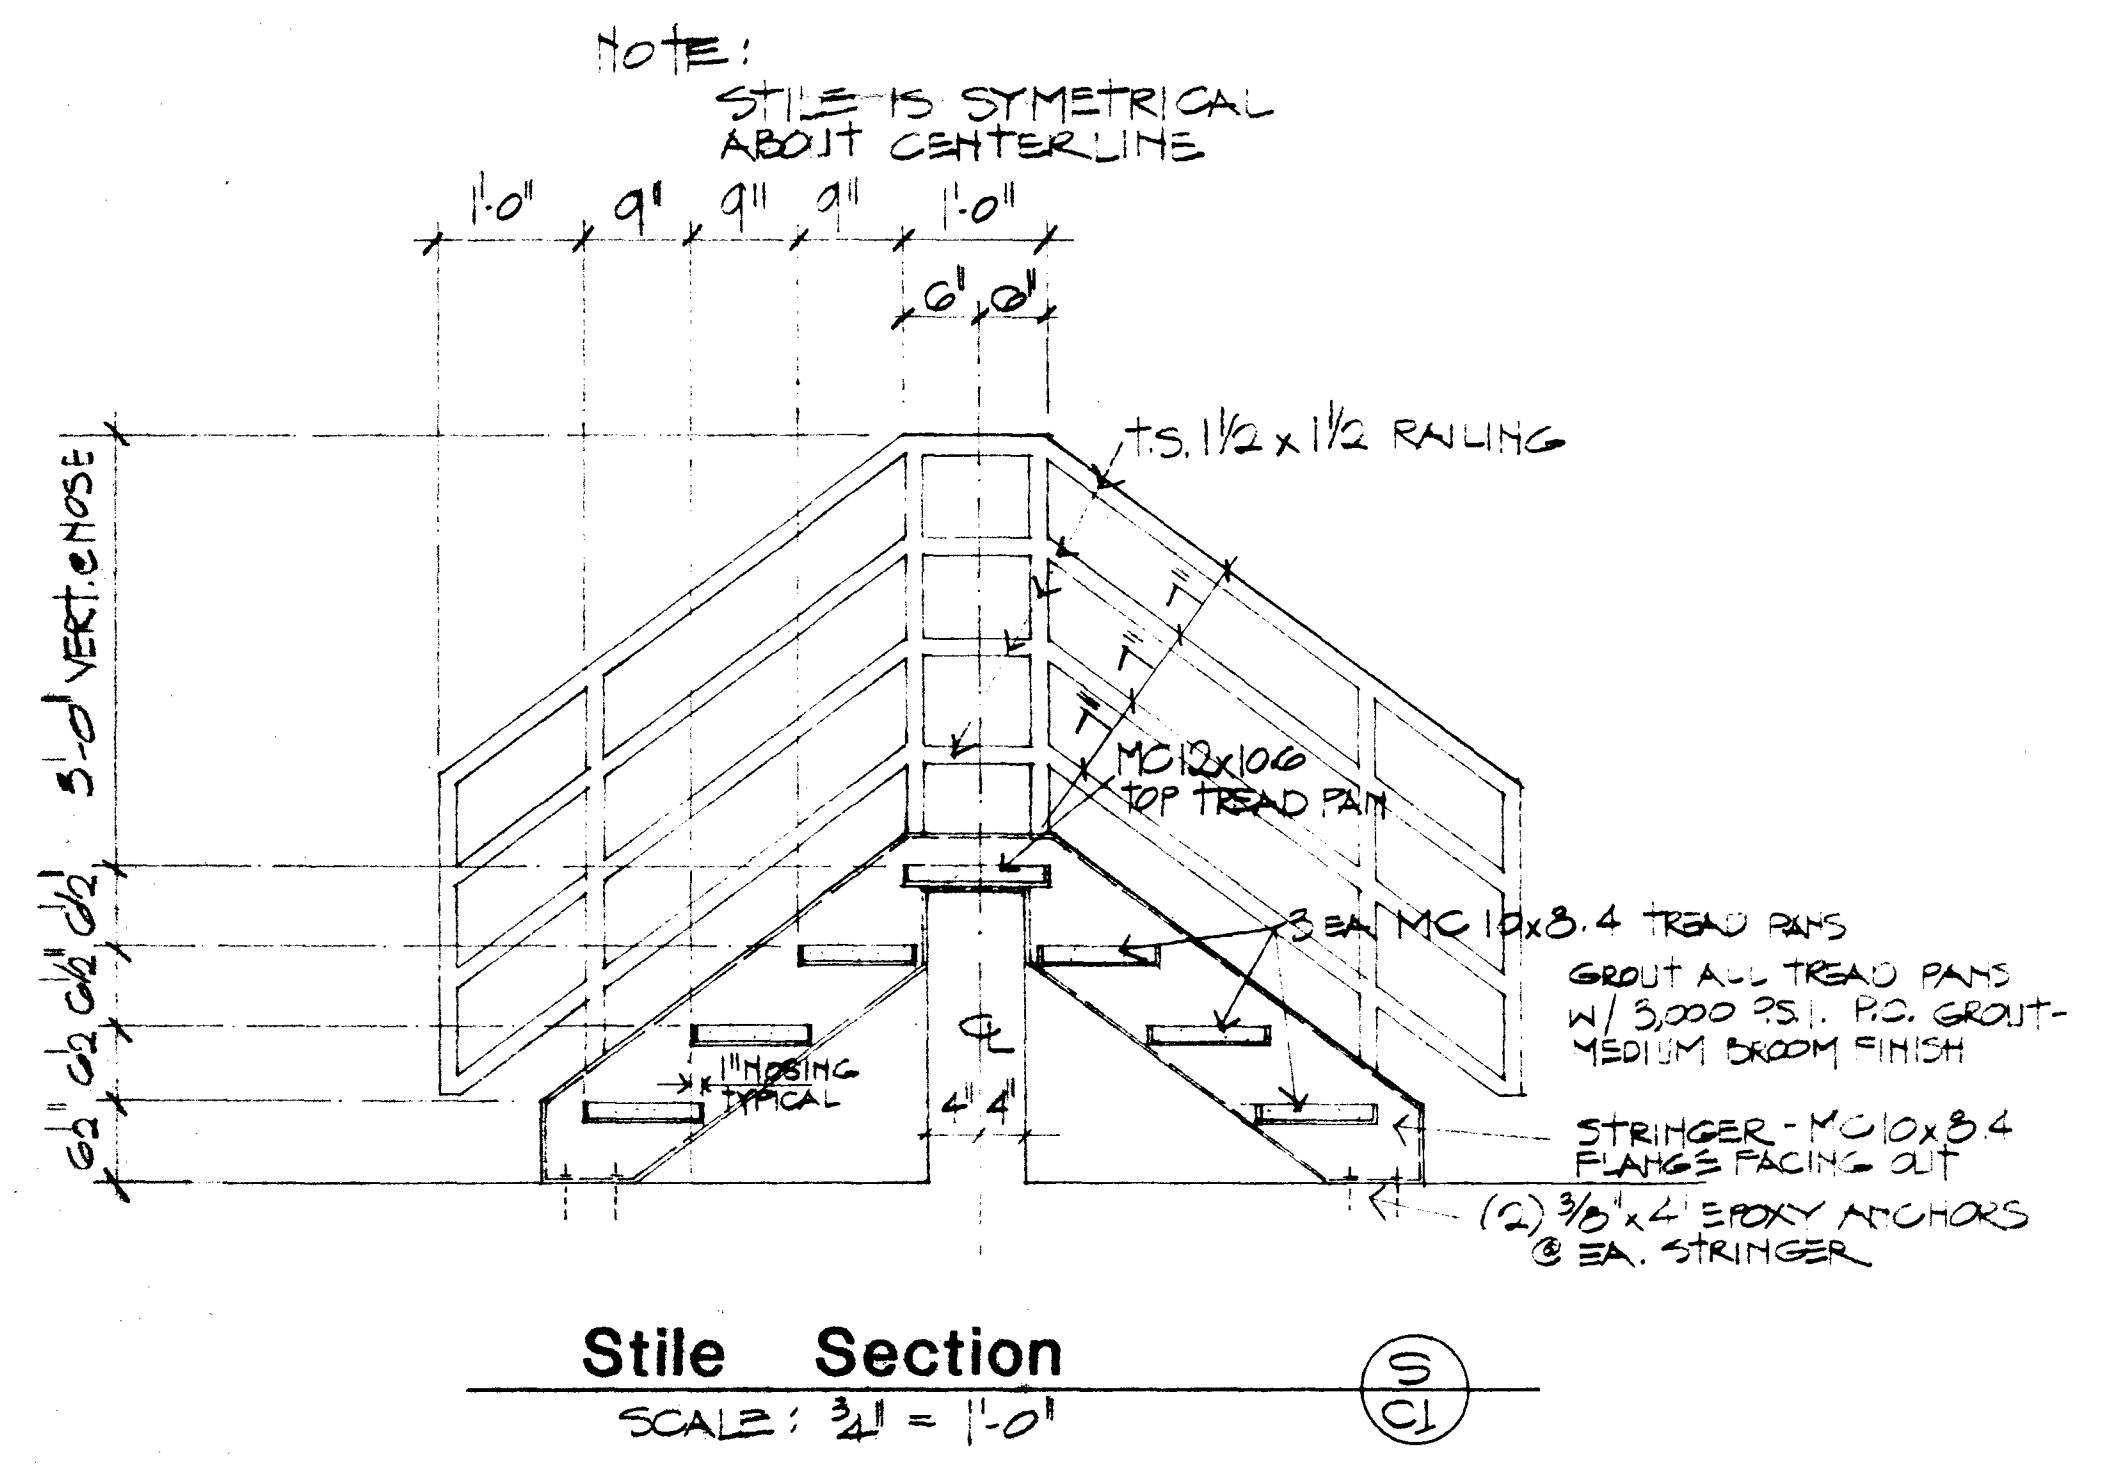 NOTE:
STILE IS SYMETRICAL
ABOUT CENTERLINE
1'-0" 9" 9" 9" 1'-0"
6" 6"
T.S. 1 1/2 x 1 1/2 RAILING
3'-0" VERT. @ NOSE
7"
7"
7"
MC 12x10.6
TOP TREAD PAN
6 1/2"
6 1/2"
6 1/2"
6 1/2"
3 EA MC 10x8.4 TREAD PANS
GROUT ALL TREAD PANS
W/ 3,000 P.S.I. P.C. GROUT-
MEDIUM BROOM FINISH
CL
1" NOSING
TYPICAL
4" 4"
STRINGER - MC 10x8.4
FLANGE FACING OUT
(2) 3/8" x 4" EPOXY ANCHORS
@ EA. STRINGER
Stile Section
SCALE: 3/4" = 1'-0"
S
C1